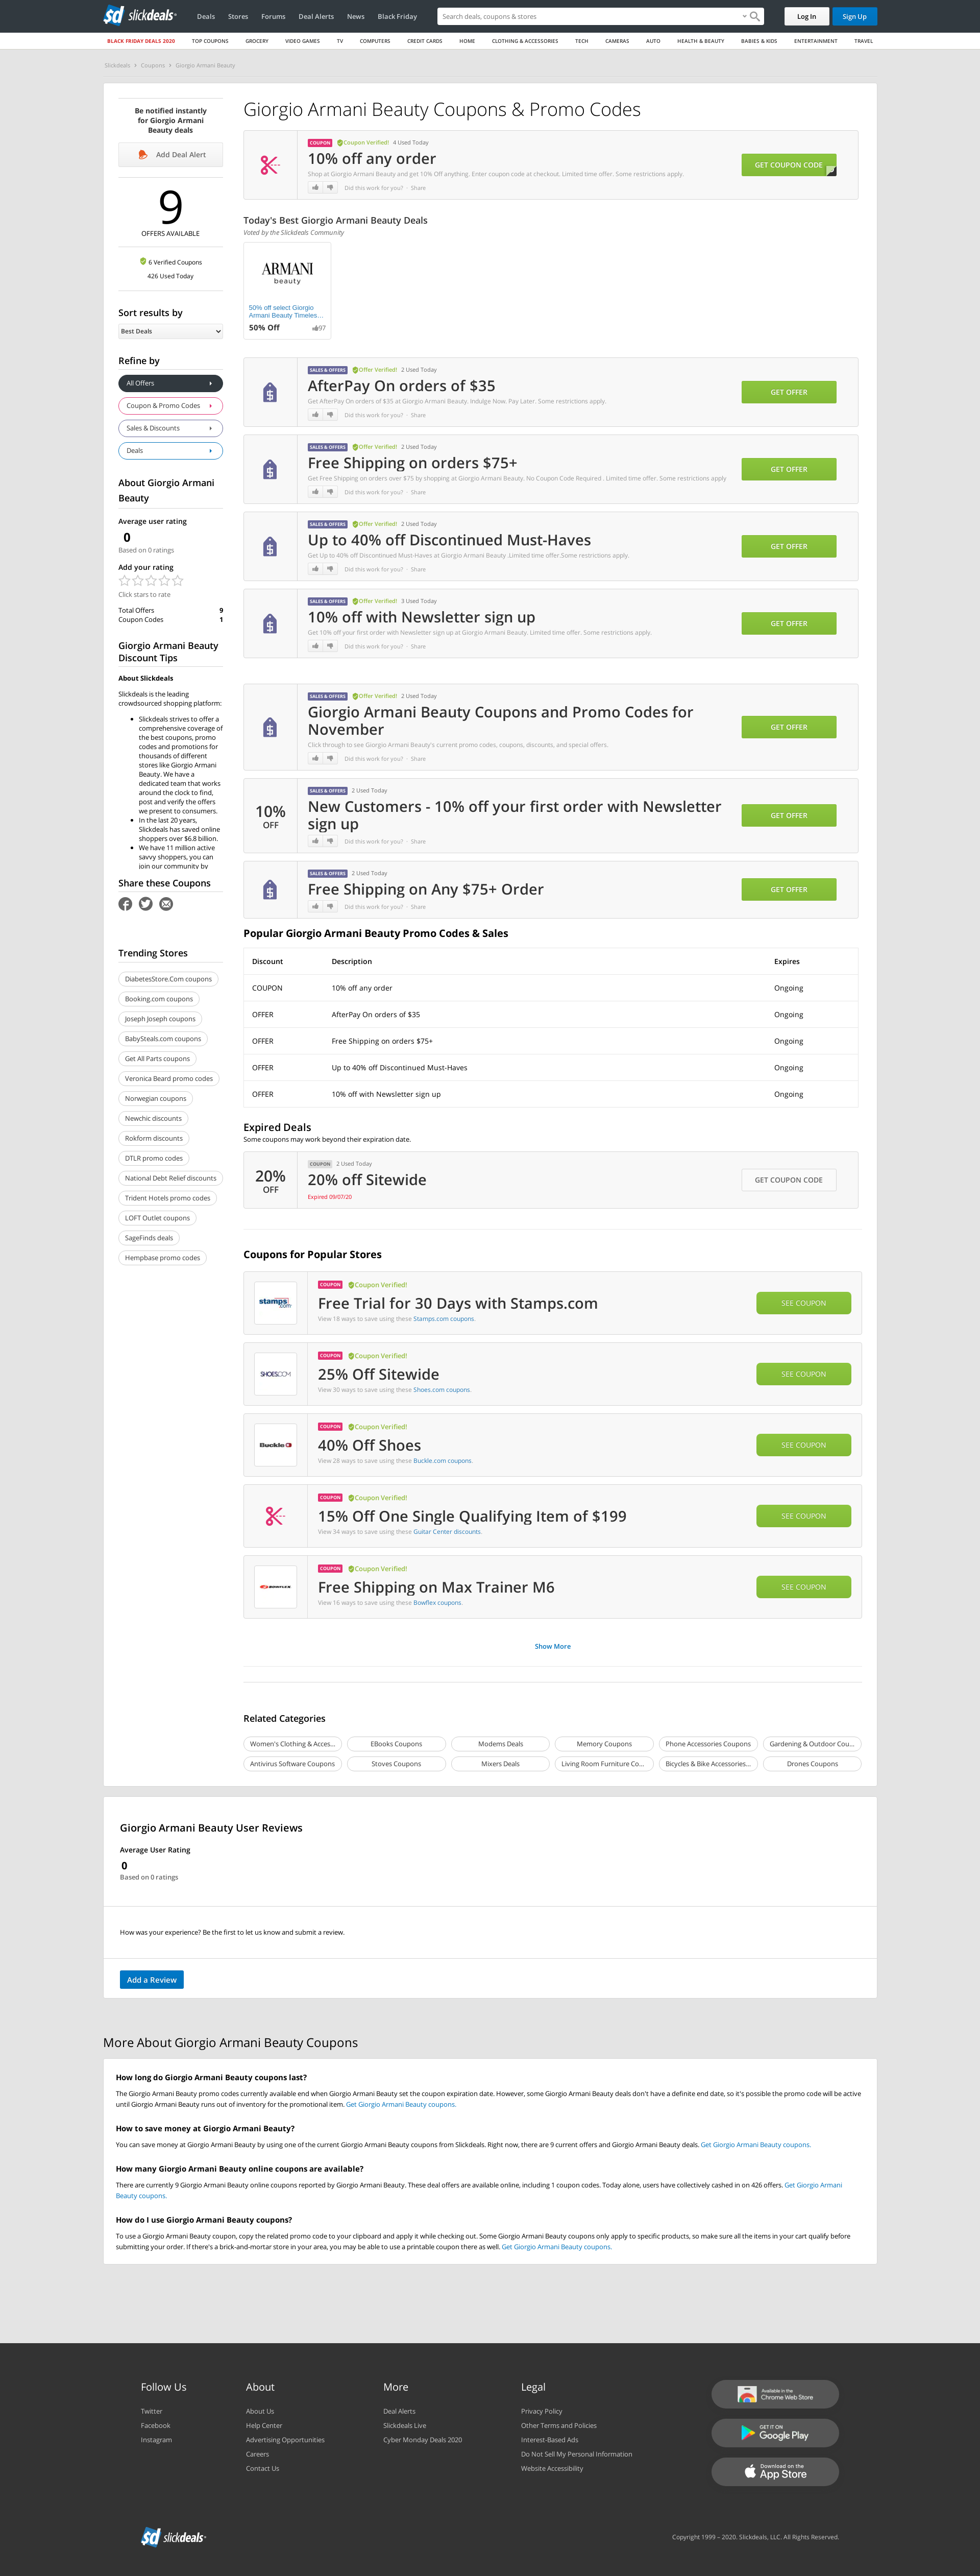 slickdeals
Deals Stores Forums Deal Alerts News Black Friday
Search deals, coupons & stores
Log In Sign Up
BLACK FRIDAY DEALS 2020 TOP COUPONS GROCERY VIDEO GAMES TV COMPUTERS CREDIT CARDS HOME CLOTHING & ACCESSORIES TECH CAMERAS AUTO HEALTH & BEAUTY BABIES & KIDS ENTERTAINMENT TRAVEL
Slickdeals › Coupons › Giorgio Armani Beauty
Be notified instantly
for Giorgio Armani
Beauty deals
Add Deal Alert
9
OFFERS AVAILABLE
6 Verified Coupons
426 Used Today
Sort results by
Best Deals
Refine by
All Offers
Coupon & Promo Codes
Sales & Discounts
Deals
About Giorgio Armani
Beauty
Average user rating
0
Based on 0 ratings
Add your rating
Click stars to rate
Total Offers 9
Coupon Codes 1
Giorgio Armani Beauty
Discount Tips
About Slickdeals
Slickdeals is the leading
crowdsourced shopping platform:
• Slickdeals strives to offer a
comprehensive coverage of
the best coupons, promo
codes and promotions for
thousands of different
stores like Giorgio Armani
Beauty. We have a
dedicated team that works
around the clock to find,
post and verify the offers
we present to consumers.
• In the last 20 years,
Slickdeals has saved online
shoppers over $6.8 billion.
• We have 11 million active
savvy shoppers, you can
join our community by
Share these Coupons
Trending Stores
DiabetesStore.Com coupons
Booking.com coupons
Joseph Joseph coupons
BabySteals.com coupons
Get All Parts coupons
Veronica Beard promo codes
Norwegian coupons
Newchic discounts
Rokform discounts
DTLR promo codes
National Debt Relief discounts
Trident Hotels promo codes
LOFT Outlet coupons
SageFinds deals
Hempbase promo codes
Giorgio Armani Beauty Coupons & Promo Codes
COUPON Coupon Verified! 4 Used Today
10% off any order
Shop at Giorgio Armani Beauty and get 10% Off anything. Enter coupon code at checkout. Limited time offer. Some restrictions apply.
Did this work for you? · Share
GET COUPON CODE
Today's Best Giorgio Armani Beauty Deals
Voted by the Slickdeals Community
ARMANI
beauty
50% off select Giorgio
Armani Beauty Timeles...
50% Off 97
SALES & OFFERS Offer Verified! 2 Used Today
AfterPay On orders of $35
Get AfterPay On orders of $35 at Giorgio Armani Beauty. Indulge Now. Pay Later. Some restrictions apply.
Did this work for you? · Share
GET OFFER
SALES & OFFERS Offer Verified! 2 Used Today
Free Shipping on orders $75+
Get Free Shipping on orders over $75 by shopping at Giorgio Armani Beauty. No Coupon Code Required . Limited time offer. Some restrictions apply
Did this work for you? · Share
GET OFFER
SALES & OFFERS Offer Verified! 2 Used Today
Up to 40% off Discontinued Must-Haves
Get Up to 40% off Discontinued Must-Haves at Giorgio Armani Beauty .Limited time offer.Some restrictions apply.
Did this work for you? · Share
GET OFFER
SALES & OFFERS Offer Verified! 3 Used Today
10% off with Newsletter sign up
Get 10% off your first order with Newsletter sign up at Giorgio Armani Beauty. Limited time offer. Some restrictions apply.
Did this work for you? · Share
GET OFFER
SALES & OFFERS Offer Verified! 2 Used Today
Giorgio Armani Beauty Coupons and Promo Codes for
November
Click through to see Giorgio Armani Beauty's current promo codes, coupons, discounts, and special offers.
Did this work for you? · Share
GET OFFER
10%
OFF
SALES & OFFERS 2 Used Today
New Customers - 10% off your first order with Newsletter
sign up
Did this work for you? · Share
GET OFFER
SALES & OFFERS 2 Used Today
Free Shipping on Any $75+ Order
Did this work for you? · Share
GET OFFER
Popular Giorgio Armani Beauty Promo Codes & Sales
Discount Description Expires
COUPON 10% off any order Ongoing
OFFER AfterPay On orders of $35 Ongoing
OFFER Free Shipping on orders $75+ Ongoing
OFFER Up to 40% off Discontinued Must-Haves Ongoing
OFFER 10% off with Newsletter sign up Ongoing
Expired Deals
Some coupons may work beyond their expiration date.
20%
OFF
COUPON 2 Used Today
20% off Sitewide
Expired 09/07/20
GET COUPON CODE
Coupons for Popular Stores
stamps.com
COUPON Coupon Verified!
Free Trial for 30 Days with Stamps.com
View 18 ways to save using these Stamps.com coupons.
SEE COUPON
SHOES.COM
COUPON Coupon Verified!
25% Off Sitewide
View 30 ways to save using these Shoes.com coupons.
SEE COUPON
Buckle
COUPON Coupon Verified!
40% Off Shoes
View 28 ways to save using these Buckle.com coupons.
SEE COUPON
COUPON Coupon Verified!
15% Off One Single Qualifying Item of $199
View 34 ways to save using these Guitar Center discounts.
SEE COUPON
BOWFLEX
COUPON Coupon Verified!
Free Shipping on Max Trainer M6
View 16 ways to save using these Bowflex coupons.
SEE COUPON
Show More
Related Categories
Women's Clothing & Acces... EBooks Coupons Modems Deals Memory Coupons Phone Accessories Coupons Gardening & Outdoor Cou...
Antivirus Software Coupons Stoves Coupons Mixers Deals Living Room Furniture Co... Bicycles & Bike Accessories... Drones Coupons
Giorgio Armani Beauty User Reviews
Average User Rating
0
Based on 0 ratings
How was your experience? Be the first to let us know and submit a review.
Add a Review
More About Giorgio Armani Beauty Coupons
How long do Giorgio Armani Beauty coupons last?
The Giorgio Armani Beauty promo codes currently available end when Giorgio Armani Beauty set the coupon expiration date. However, some Giorgio Armani Beauty deals don't have a definite end date, so it's possible the promo code will be active
until Giorgio Armani Beauty runs out of inventory for the promotional item. Get Giorgio Armani Beauty coupons.
How to save money at Giorgio Armani Beauty?
You can save money at Giorgio Armani Beauty by using one of the current Giorgio Armani Beauty coupons from Slickdeals. Right now, there are 9 current offers and Giorgio Armani Beauty deals. Get Giorgio Armani Beauty coupons.
How many Giorgio Armani Beauty online coupons are available?
There are currently 9 Giorgio Armani Beauty online coupons reported by Giorgio Armani Beauty. These deal offers are available online, including 1 coupon codes. Today alone, users have collectively cashed in on 426 offers. Get Giorgio Armani
Beauty coupons.
How do I use Giorgio Armani Beauty coupons?
To use a Giorgio Armani Beauty coupon, copy the related promo code to your clipboard and apply it while checking out. Some Giorgio Armani Beauty coupons only apply to specific products, so make sure all the items in your cart qualify before
submitting your order. If there's a brick-and-mortar store in your area, you may be able to use a printable coupon there as well. Get Giorgio Armani Beauty coupons.
Follow Us
Twitter
Facebook
Instagram
About
About Us
Help Center
Advertising Opportunities
Careers
Contact Us
More
Deal Alerts
Slickdeals Live
Cyber Monday Deals 2020
Legal
Privacy Policy
Other Terms and Policies
Interest-Based Ads
Do Not Sell My Personal Information
Website Accessibility
Available in the
Chrome Web Store
GET IT ON
Google Play
Download on the
App Store
slickdeals
Copyright 1999 – 2020. Slickdeals, LLC. All Rights Reserved.